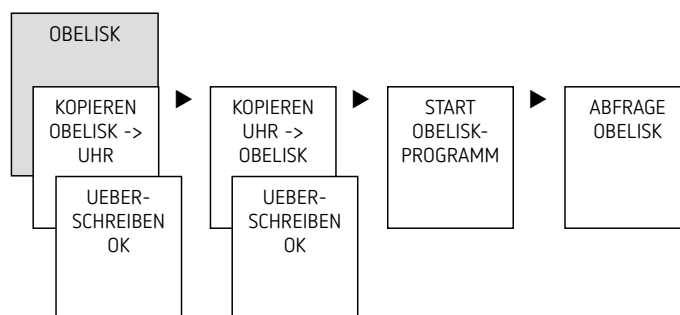 OBELISK
KOPIEREN
OBELISK ->
UHR
UEBER-
SCHREIBEN
OK
KOPIEREN
UHR ->
OBELISK
UEBER-
SCHREIBEN
OK
START
OBELISK-
PROGRAMM
ABFRAGE
OBELISK